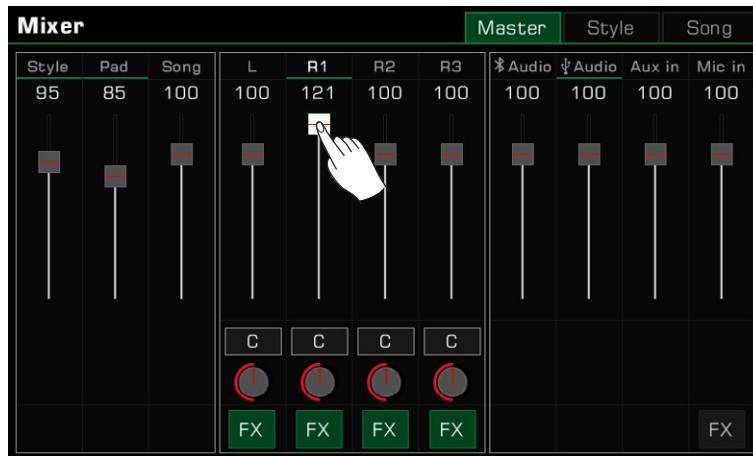 Mixer Master Style Song
Style Pad Song L R1 R2 R3 Audio Audio Aux in Mic in
95 85 100 100 121 100 100 100 100 100 100
C C C C
FX FX FX FX FX